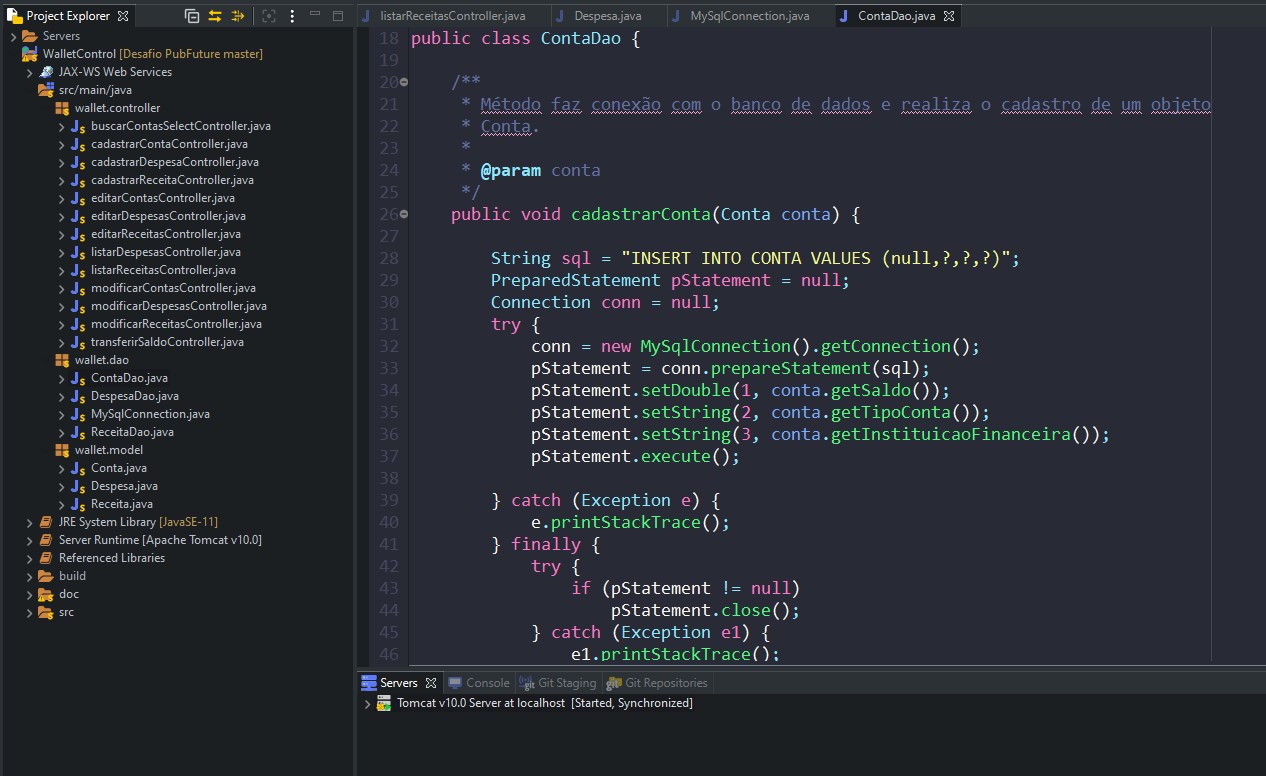 Project Explorer
Servers
WalletControl [Desafio PubFuture master]
JAX-WS Web Services
src/main/java
wallet.controller
buscarContasSelectController.java
cadastrarContaController.java
cadastrarDespesaController.java
cadastrarReceitaController.java
editarContasController.java
editarDespesasController.java
editarReceitaController.java
listarDespesasController.java
listarReceitasController.java
modificarContasController.java
modificarDespesasController.java
modificarReceitasController.java
transferirSaldoController.java
wallet.dao
ContaDao.java
DespesaDao.java
MySqlConnection.java
ReceitaDao.java
wallet.model
Conta.java
Despesa.java
Receita.java
JRE System Library [JavaSE-11]
Server Runtime [Apache Tomcat v10.0]
Referenced Libraries
build
doc
src
listarReceitasController.java Despesa.java MySqlConnection.java ContaDao.java
18 public class ContaDao {
19
20 /**
21 * Método faz conexão com o banco de dados e realiza o cadastro de um objeto
22 * Conta.
23 *
24 * @param conta
25 */
26 public void cadastrarConta(Conta conta) {
27
28 String sql = "INSERT INTO CONTA VALUES (null,?,?,?)";
29 PreparedStatement pStatement = null;
30 Connection conn = null;
31 try {
32 conn = new MySqlConnection().getConnection();
33 pStatement = conn.prepareStatement(sql);
34 pStatement.setDouble(1, conta.getSaldo());
35 pStatement.setString(2, conta.getTipoConta());
36 pStatement.setString(3, conta.getInstituicaoFinanceira());
37 pStatement.execute();
38
39 } catch (Exception e) {
40 e.printStackTrace();
41 } finally {
42 try {
43 if (pStatement != null)
44 pStatement.close();
45 } catch (Exception e1) {
46 e1.printStackTrace();
Servers Console Git Staging Git Repositories
Tomcat v10.0 Server at localhost [Started, Synchronized]